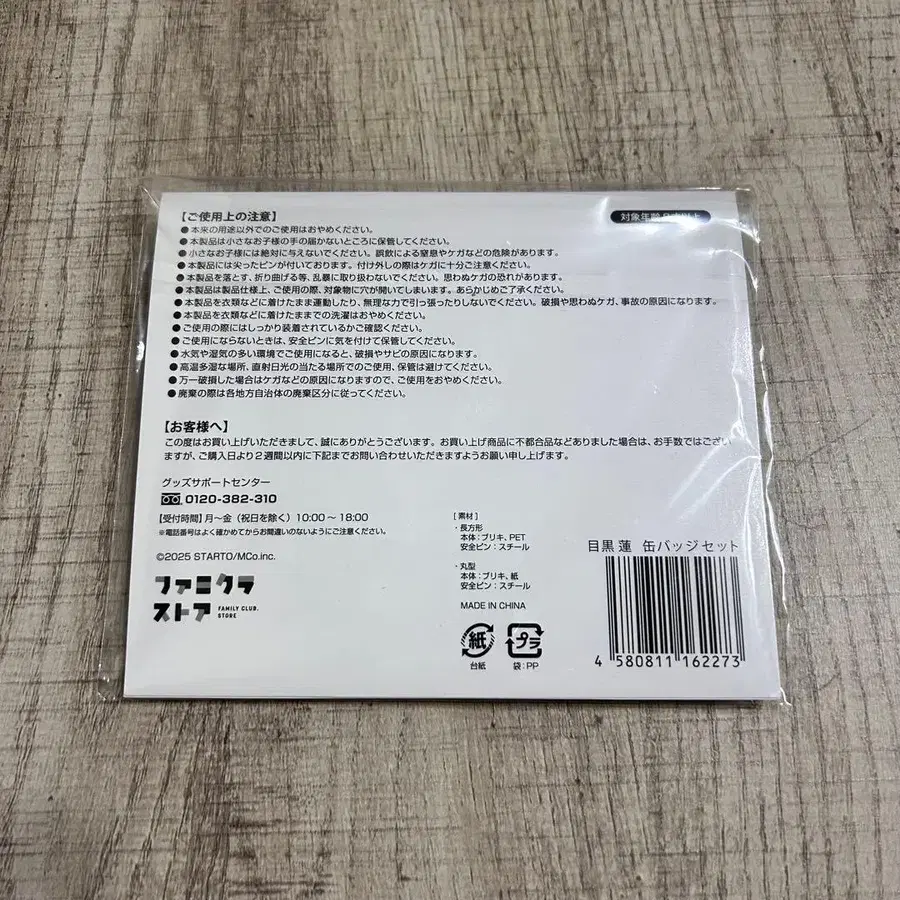 【ご使用上の注意】
対象年齢
●本来の用途以外でのご使用はおやめください。
●本製品は小さなお子様の手の届かないところに保管してください。
●小さなお子様には絶対に与えないでください。誤飲による窒息やケガなどの危険があります。
●本製品には尖ったピンが付いております。付け外しの際はケガに十分ご注意ください。
●本製品を落とす、折り曲げる等、乱暴に取り扱わないでください。思わぬケガの恐れがあります。
●本製品は製品仕様上、ご使用の際、対象物に穴が開いてしまいます。あらかじめご了承ください。
●本製品を衣類などに着けたまま運動したり、無理な力で引っ張ったりしないでください。破損や思わぬケガ、事故の原因になります。
●本製品を衣類などに着けたままでの洗濯はおやめください。
●ご使用の際にはしっかり装着されているかご確認ください。
●ご使用にならないときは、安全ピンに気を付けて保管してください。
●水気や湿気の多い環境でご使用になると、破損やサビの原因になります。
●高温多湿な場所、直射日光の当たる場所でのご使用、保管は避けてください。
●万一破損した場合はケガなどの原因になりますので、ご使用をおやめください。
●廃棄の際は各地方自治体の廃棄区分に従ってください。
【お客様へ】
この度はお買い上げいただきまして、誠にありがとうございます。お買い上げ商品に不都合品などありました場合は、お手数ではござい
ますが、ご購入日より2週間以内に下記までお問い合わせいただきますようお願い申し上げます。
グッズサポートセンター
0120-382-310
【受付時間】月〜金（祝日を除く）10:00〜18:00
※電話番号はよく確かめてからお間違いのないようにご注意ください。
©2025 STARTO/MCo.inc.
ファミクラ
ストア FAMILY CLUB.
STORE
［素材］
・長方形
本体：ブリキ、PET
安全ピン：スチール
・丸型
本体：ブリキ、紙
安全ピン：スチール
MADE IN CHINA
紙
台紙
プラ
袋：PP
目黒蓮 缶バッジセット
4 580811 162273